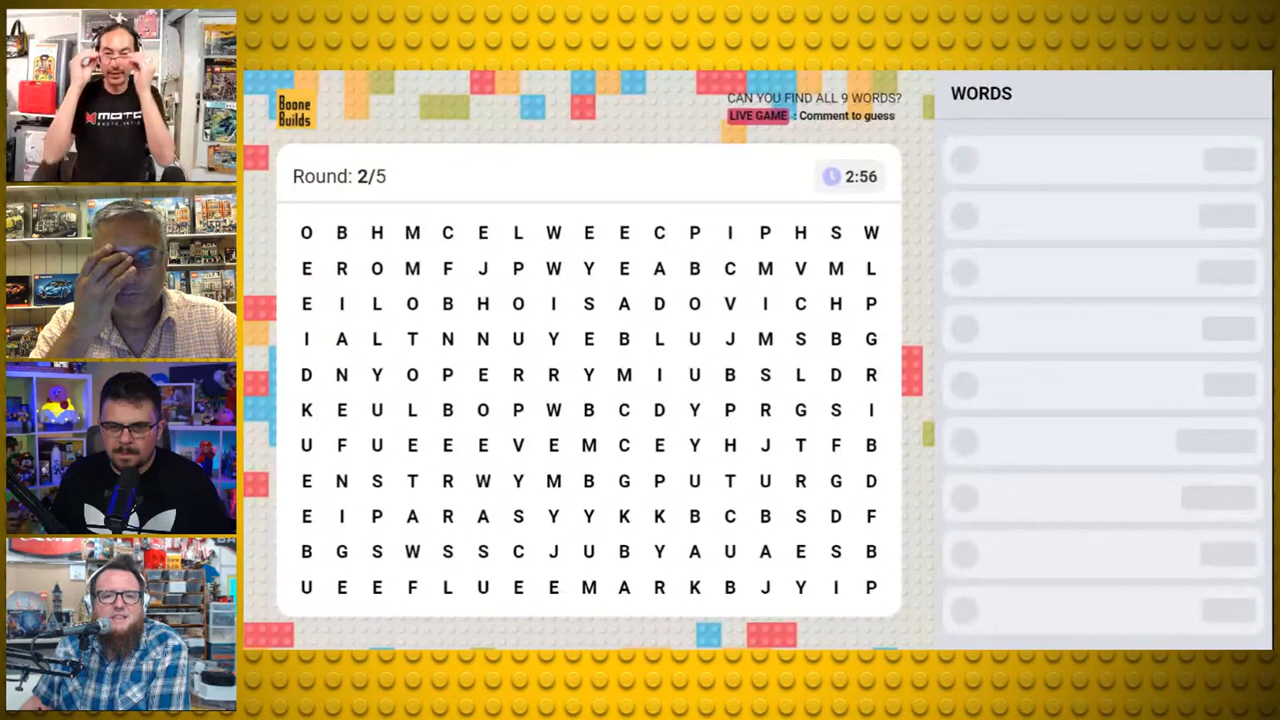 Boone
Builds
CAN YOU FIND ALL 9 WORDS?
LIVE GAME : Comment to guess
WORDS
Round: 2/5
2:56
O B H M C E L W E E C P I P H S W
E R O M F J P W Y E A B C M V M L
E I L O B H O I S A D O V I C H P
I A L T N N U Y E B L U J M S B G
D N Y O P E R R Y M I U B S L D R
K E U L B O P W B C D Y P R G S I
U F U E E E V E M C E Y H J T F B
E N S T R W Y M B G P U T U R G D
E I P A R A S Y Y K K B C B S D F
B G S W S S C J U B Y A U A E S B
U E E F L U E E M A R K B J Y I P
MOTC